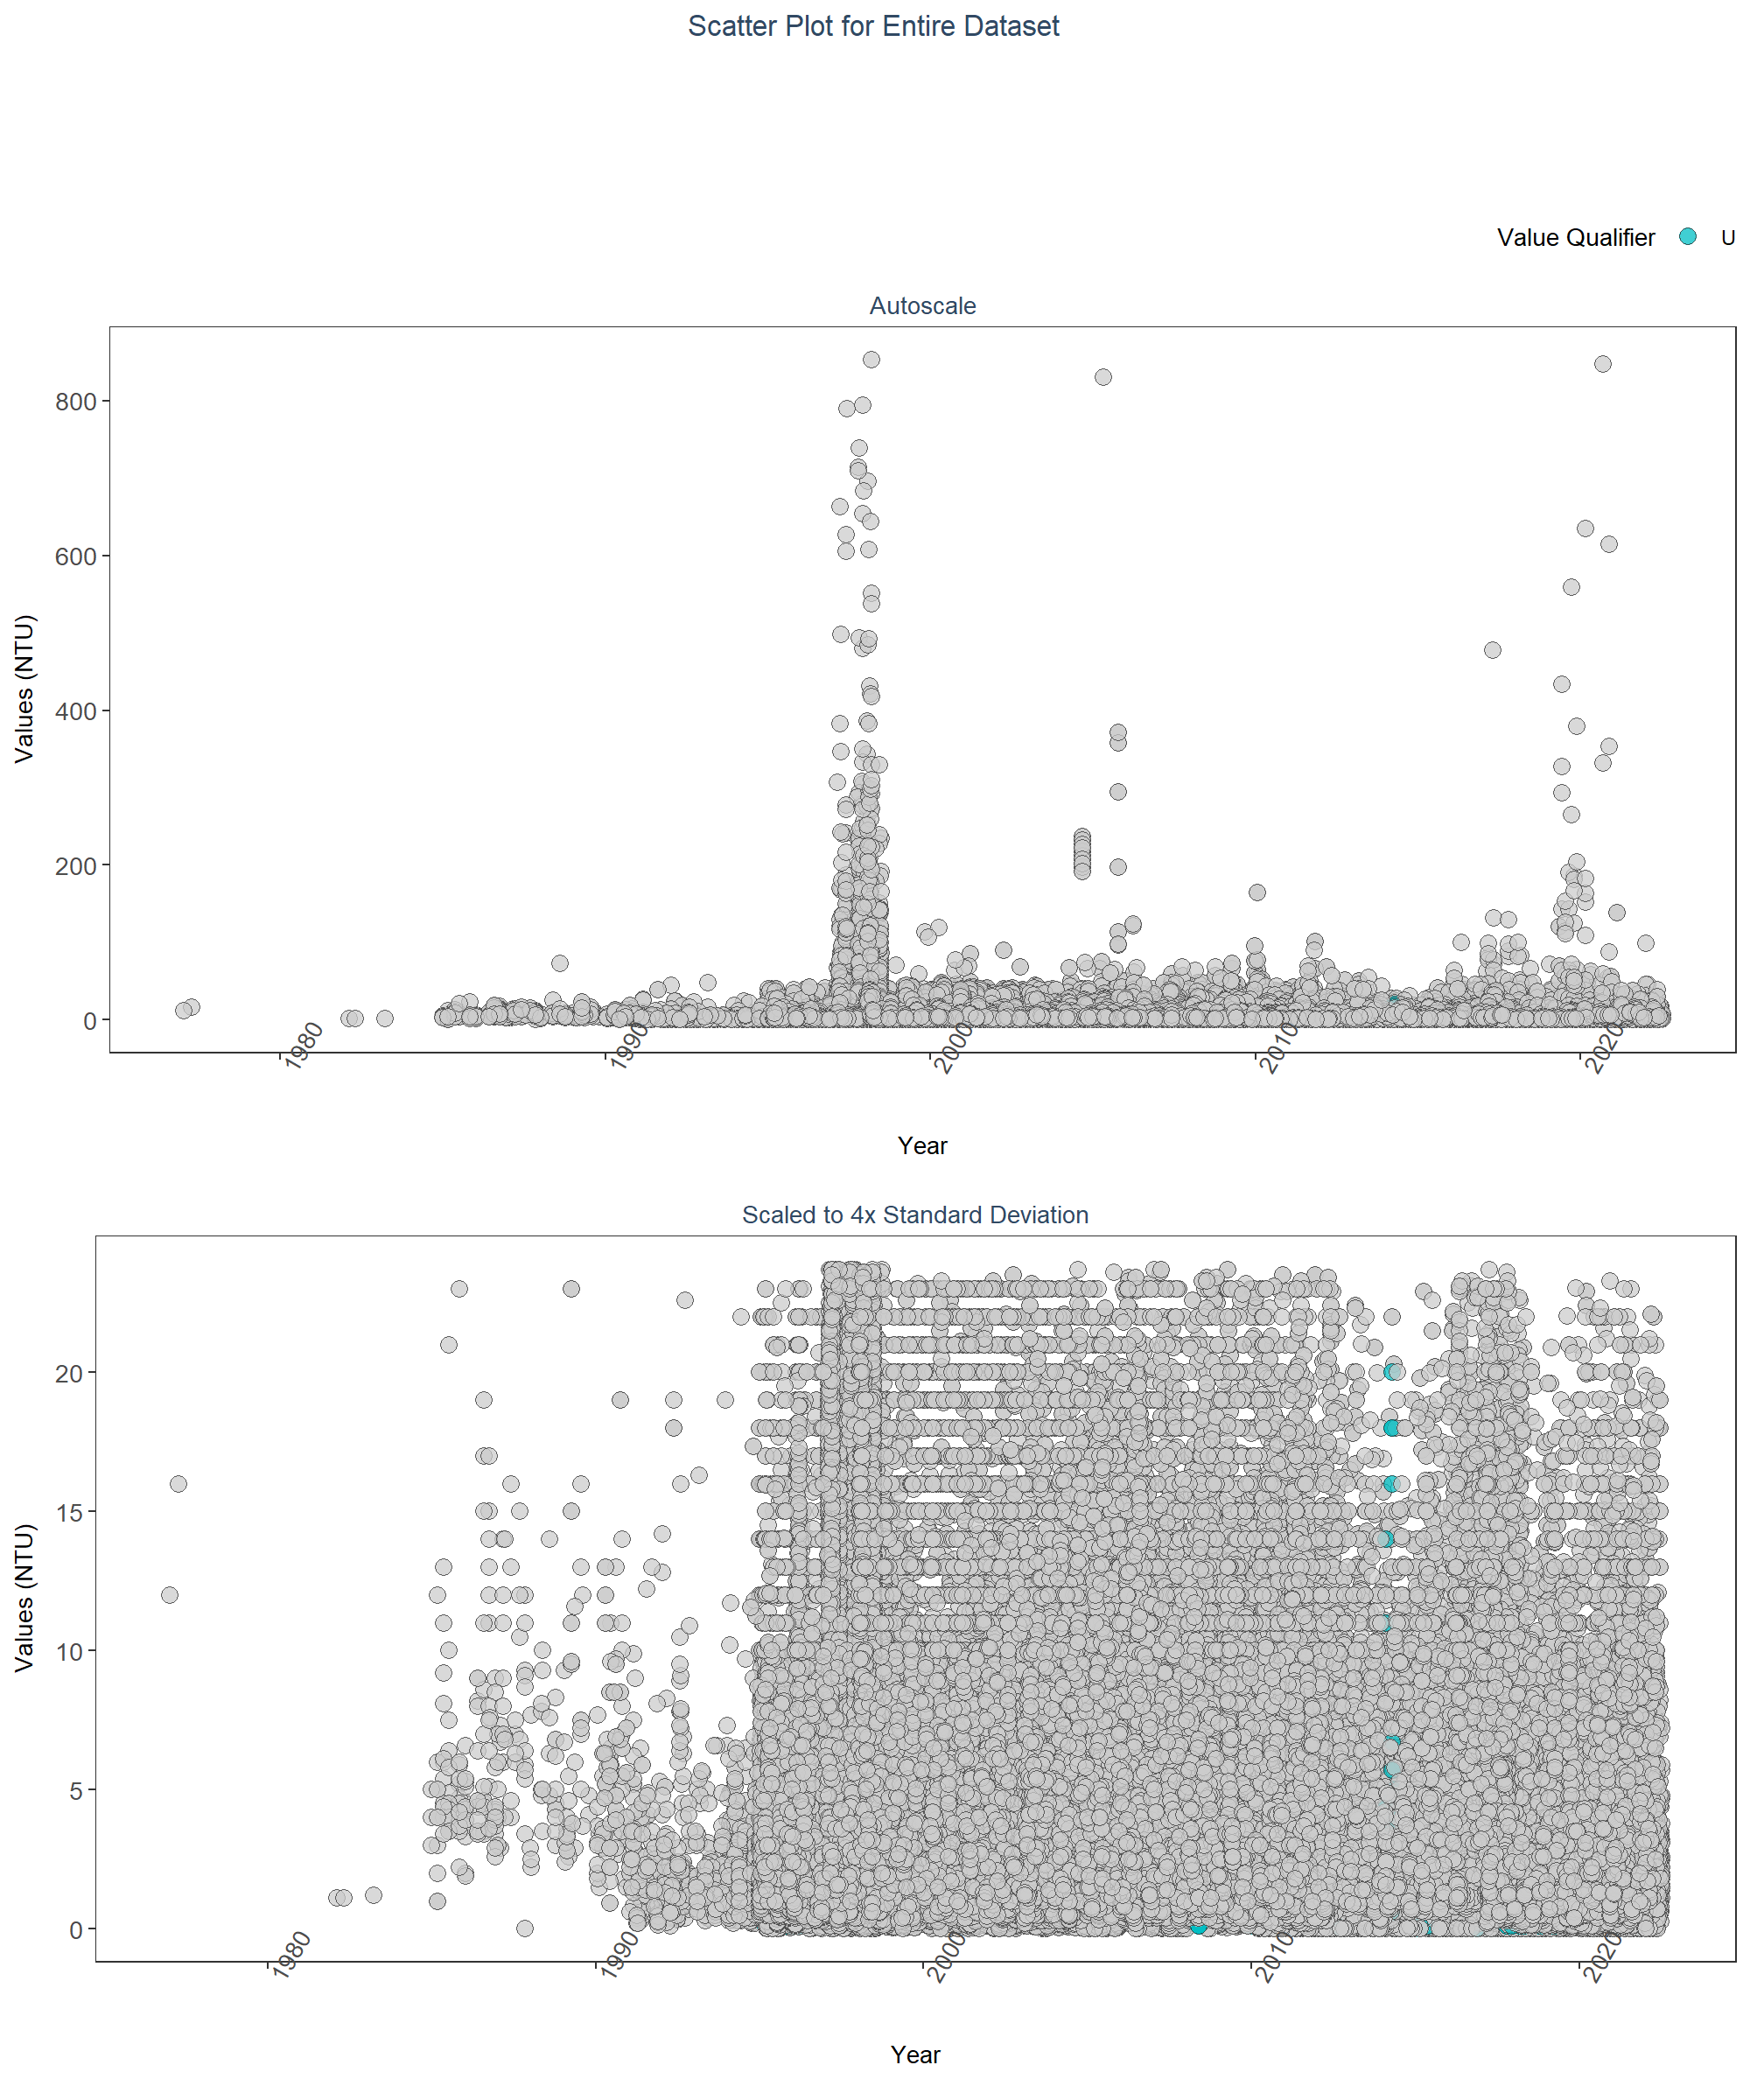 Scatter Plot for Entire Dataset
Value Qualifier U
Autoscale
Values (NTU)
800
600
400
200
0
1980 1990 2000 2010 2020
Year
Scaled to 4x Standard Deviation
Values (NTU)
20
15
10
5
0
1980 1990 2000 2010 2020
Year